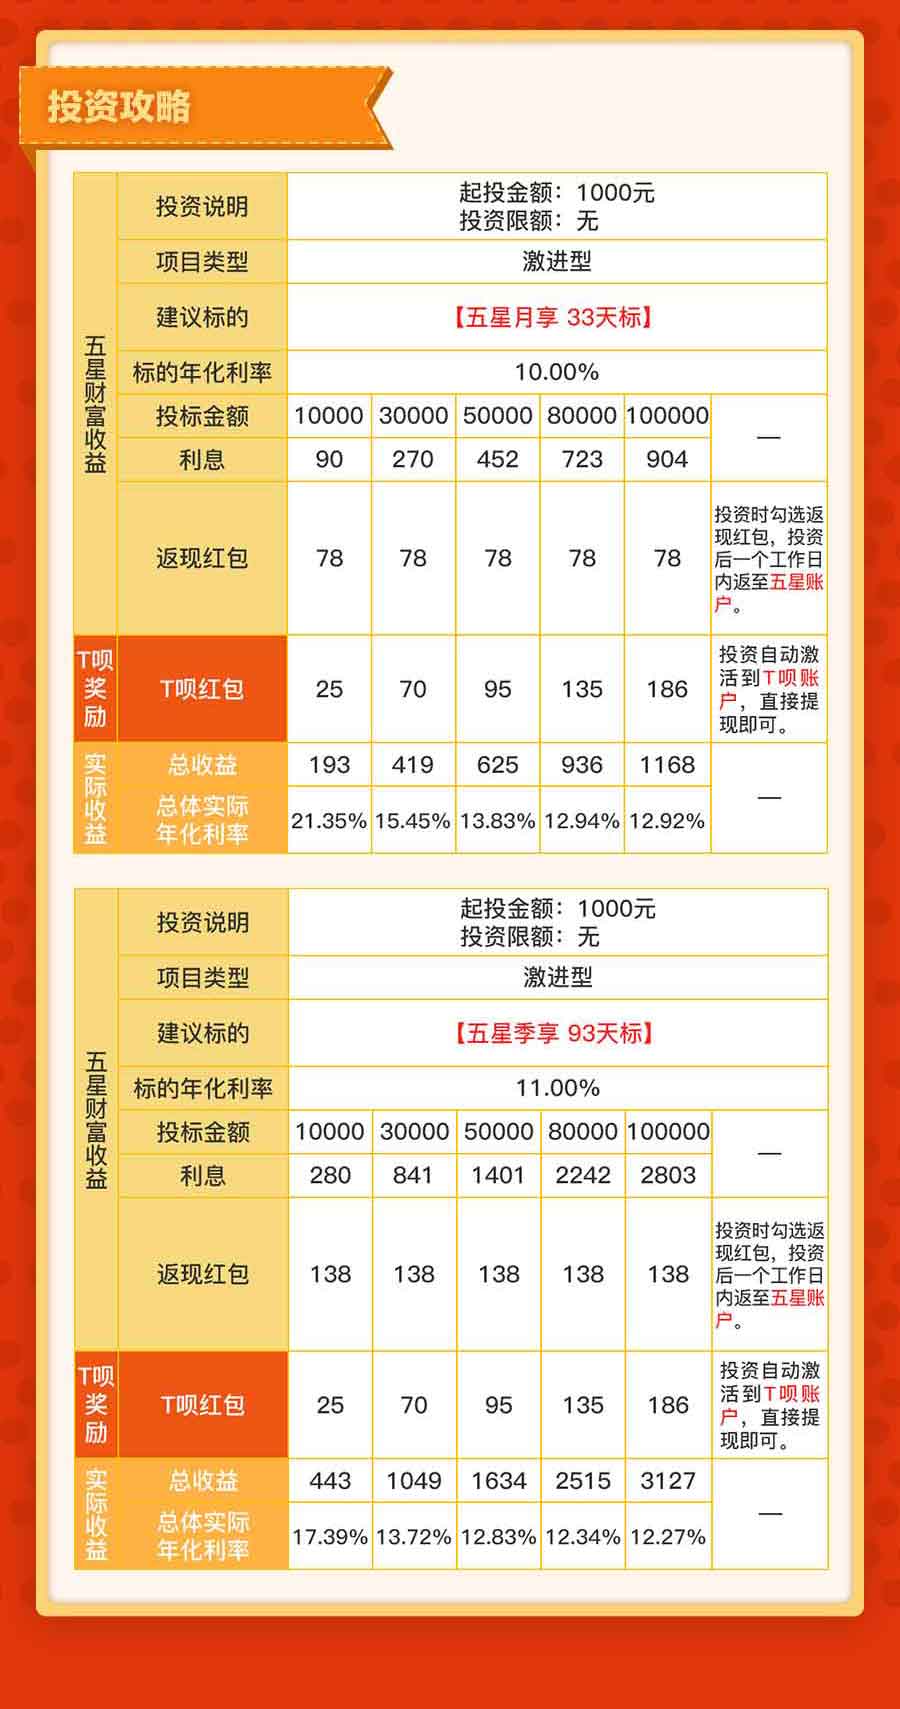 投资攻略
五星财富收益
投资说明
起投金额：1000元
投资限额：无
项目类型
激进型
建议标的
【五星月享 33天标】
标的年化利率
10.00%
投标金额 10000 30000 50000 80000 100000 —
利息 90 270 452 723 904
返现红包 78 78 78 78 78
投资时勾选返
现红包，投资
后一个工作日
内返至五星账
户。
T呗奖励
T呗红包 25 70 95 135 186
投资自动激
活到T呗账
户，直接提
现即可。
实际收益
总收益 193 419 625 936 1168 —
总体实际
年化利率
21.35% 15.45% 13.83% 12.94% 12.92%
五星财富收益
投资说明
起投金额：1000元
投资限额：无
项目类型
激进型
建议标的
【五星季享 93天标】
标的年化利率
11.00%
投标金额 10000 30000 50000 80000 100000 —
利息 280 841 1401 2242 2803
返现红包 138 138 138 138 138
投资时勾选返
现红包，投资
后一个工作日
内返至五星账
户。
T呗奖励
T呗红包 25 70 95 135 186
投资自动激
活到T呗账
户，直接提
现即可。
实际收益
总收益 443 1049 1634 2515 3127 —
总体实际
年化利率
17.39% 13.72% 12.83% 12.34% 12.27%